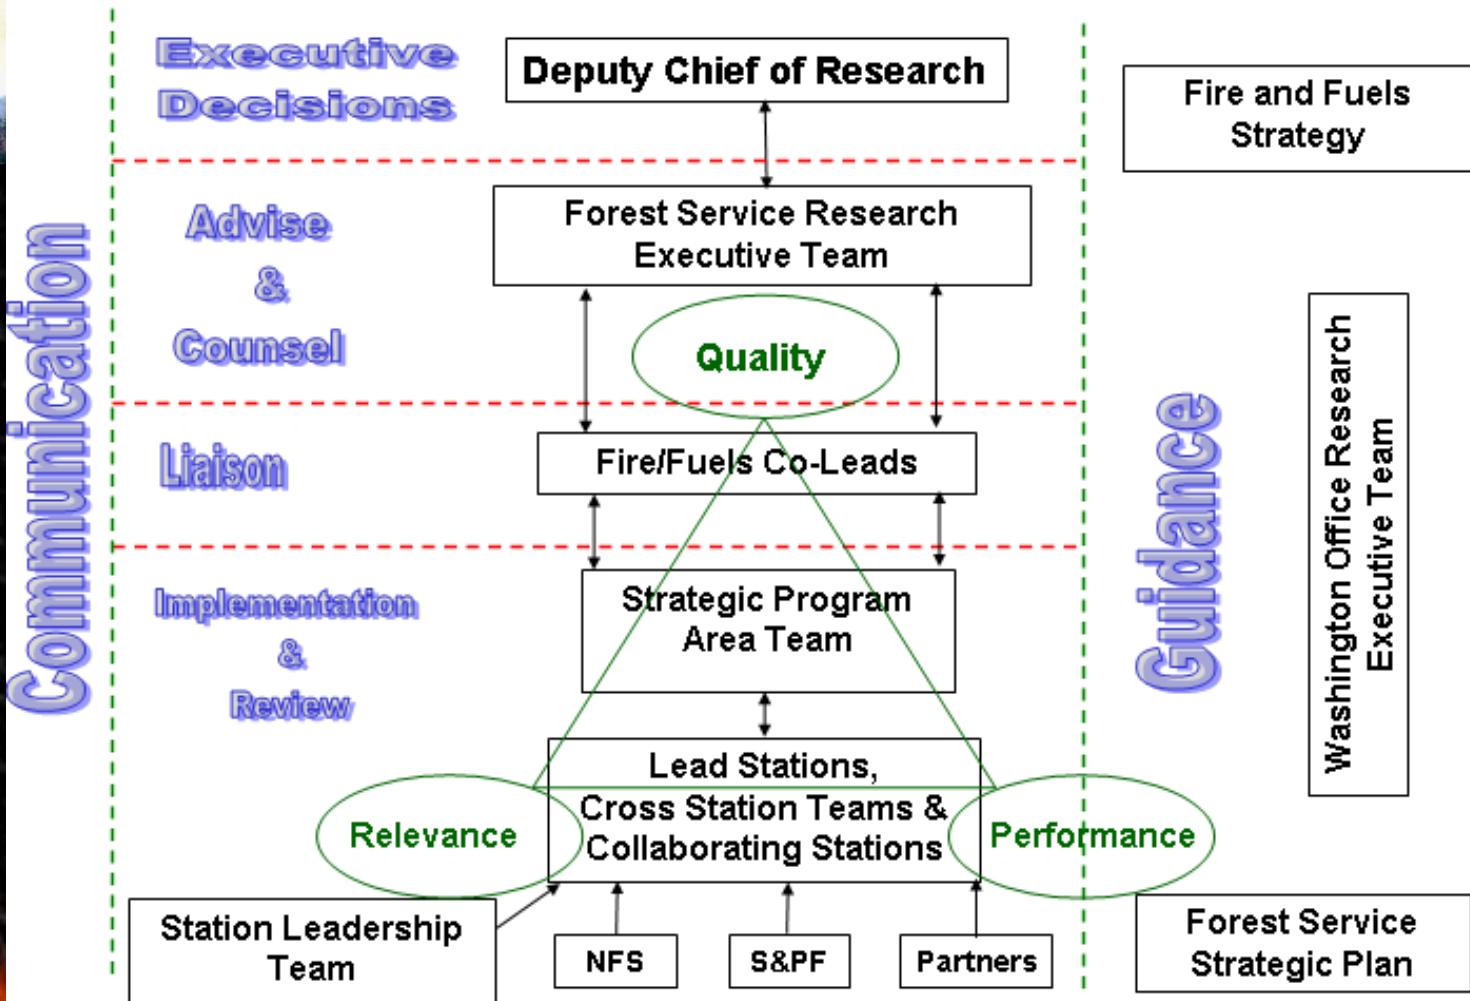 Communication
Executive
Decisions
Deputy Chief of Research
Advise
&
Counsel
Forest Service Research
Executive Team
Quality
Liaison
Fire/Fuels Co-Leads
Implementation
&
Review
Strategic Program
Area Team
Lead Stations,
Cross Station Teams &
Collaborating Stations
Relevance
Performance
Station Leadership
Team
NFS
S&PF
Partners
Guidance
Fire and Fuels
Strategy
Washington Office Research
Executive Team
Forest Service
Strategic Plan